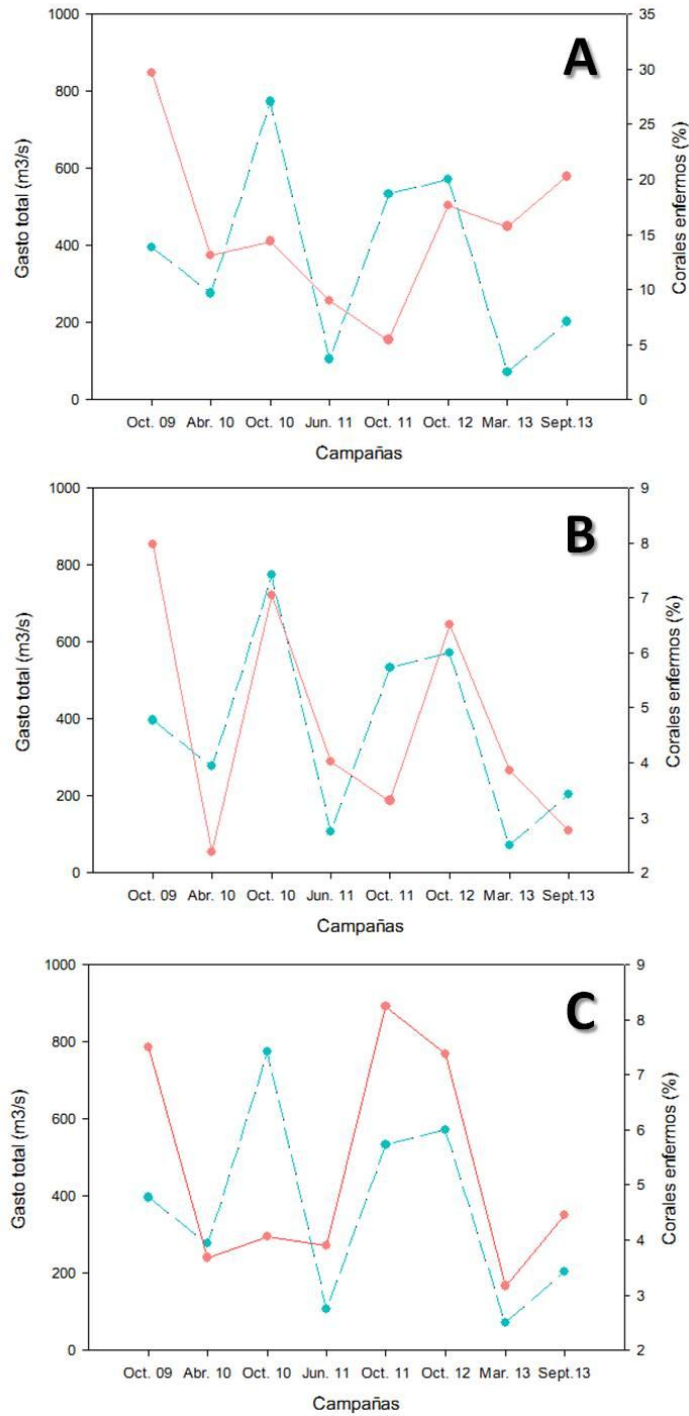 A
1000
800
600
400
200
0
Gasto total (m3/s)
35
30
25
20
15
10
5
0
Corales enfermos (%)
Oct. 09 Abr. 10 Oct. 10 Jun. 11 Oct. 11 Oct. 12 Mar. 13 Sept.13
Campañas
B
1000
800
600
400
200
0
Gasto total (m3/s)
9
8
7
6
5
4
3
2
Corales enfermos (%)
Oct. 09 Abr. 10 Oct. 10 Jun. 11 Oct. 11 Oct. 12 Mar. 13 Sept.13
Campañas
C
1000
800
600
400
200
0
Gasto total (m3/s)
9
8
7
6
5
4
3
2
Corales enfermos (%)
Oct. 09 Abr. 10 Oct. 10 Jun. 11 Oct. 11 Oct. 12 Mar. 13 Sept.13
Campañas